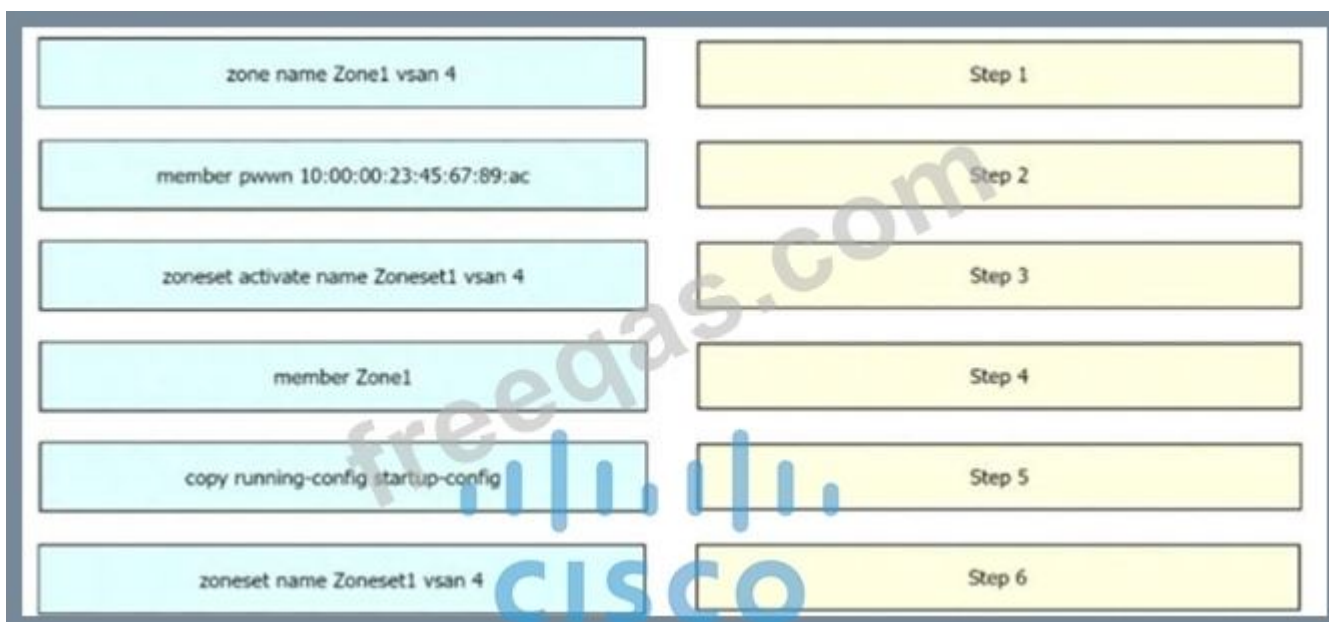 zone name Zone1 vsan 4
Step 1
member pwwn 10:00:00:23:45:67:89:ac
Step 2
zoneset activate name Zoneset1 vsan 4
Step 3
member Zone1
Step 4
copy running-config startup-config
Step 5
zoneset name Zoneset1 vsan 4
Step 6
freeqas.com
CISCO